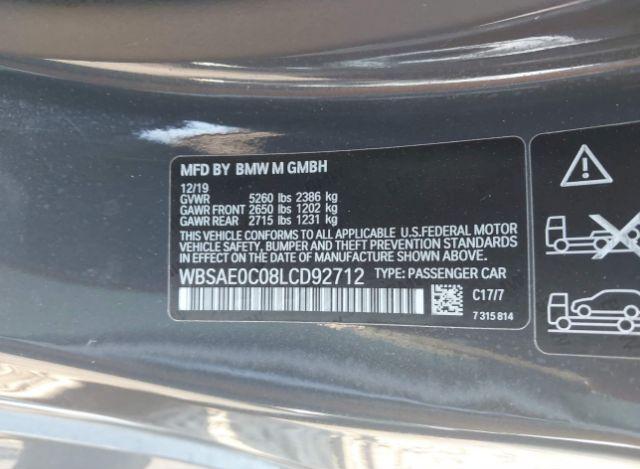 MFD BY BMW M GMBH
12/19
GVWR 5260 lbs 2386 kg
GAWR FRONT 2650 lbs 1202 kg
GAWR REAR 2715 lbs 1231 kg
THIS VEHICLE CONFORMS TO ALL APPLICABLE U.S.FEDERAL MOTOR
VEHICLE SAFETY, BUMPER AND THEFT PREVENTION STANDARDS IN
EFFECT ON THE DATE OF MANUFACTURE SHOWN ABOVE.
WBSAE0C08LCD92712 TYPE: PASSENGER CAR
C17/7
7 315 814